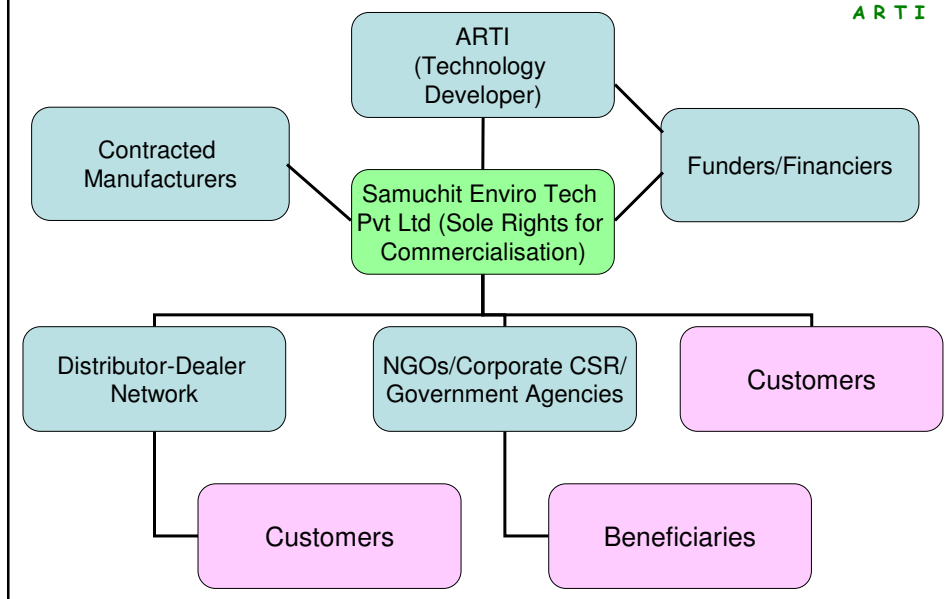 A R T I
ARTI
(Technology
Developer)
Contracted
Manufacturers
Funders/Financiers
Samuchit Enviro Tech
Pvt Ltd (Sole Rights for
Commercialisation)
Distributor-Dealer
Network
NGOs/Corporate CSR/
Government Agencies
Customers
Customers
Beneficiaries